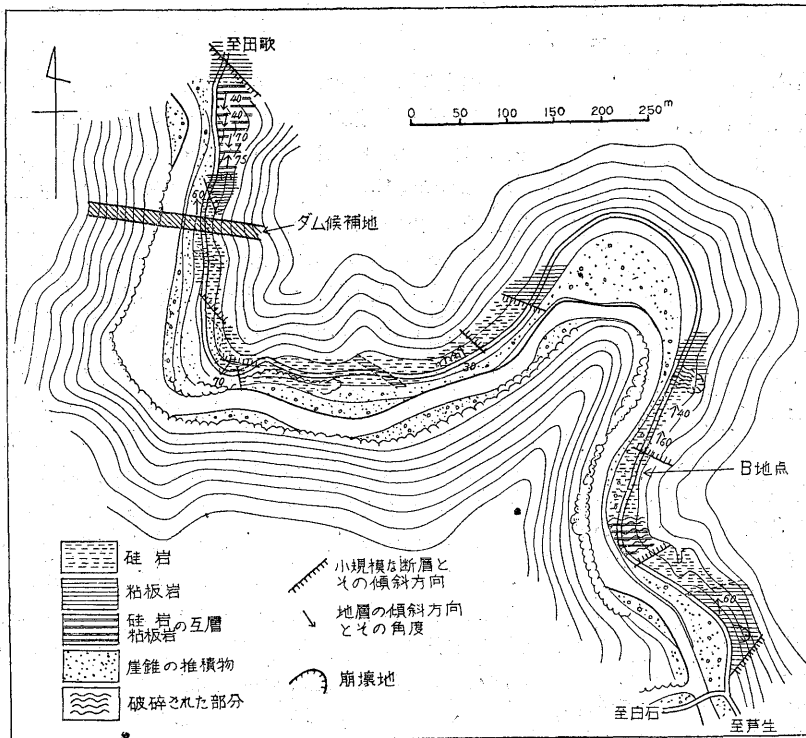 至田歌
0 50 100 150 200 250 m
40
40
70
75
60
ダム候補地
70
30
40
60
B地点
60
硅岩
粘板岩
硅岩
粘板岩の互層
崖錐の堆積物
破砕された部分
小規模な断層と
その傾斜方向
地層の傾斜方向
とその角度
崩壊地
至白石
至芦生